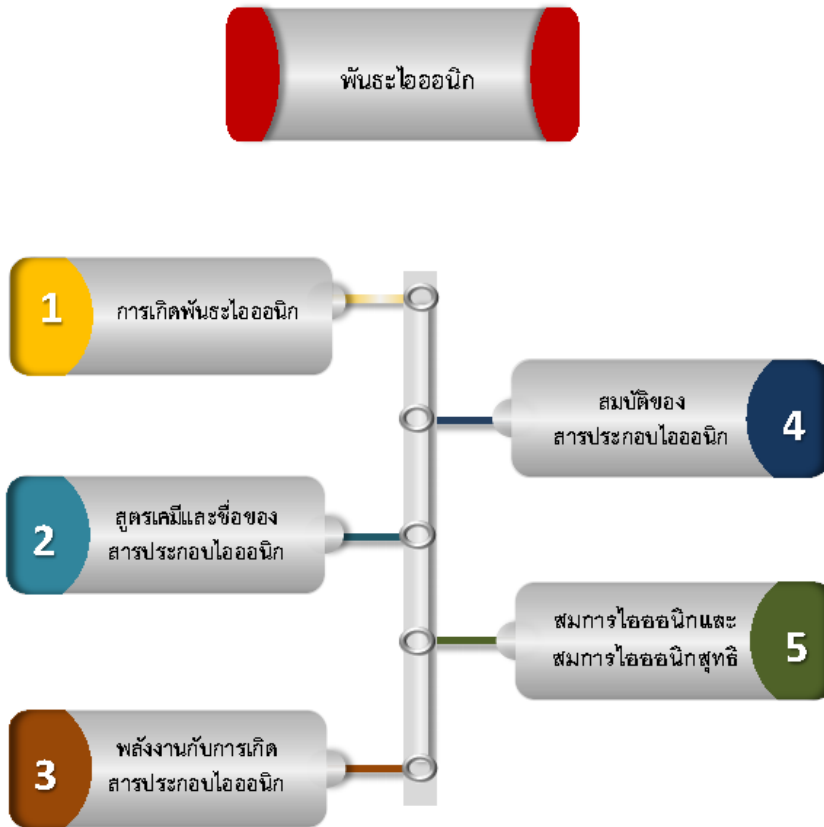 พันธะไอออนิก
1
การเกิดพันธะไอออนิก
2
สูตรเคมีและชื่อของ
สารประกอบไอออนิก
3
พลังงานกับการเกิด
สารประกอบไอออนิก
4
สมบัติของ
สารประกอบไอออนิก
5
สมการไอออนิกและ
สมการไอออนิกสุทธิ